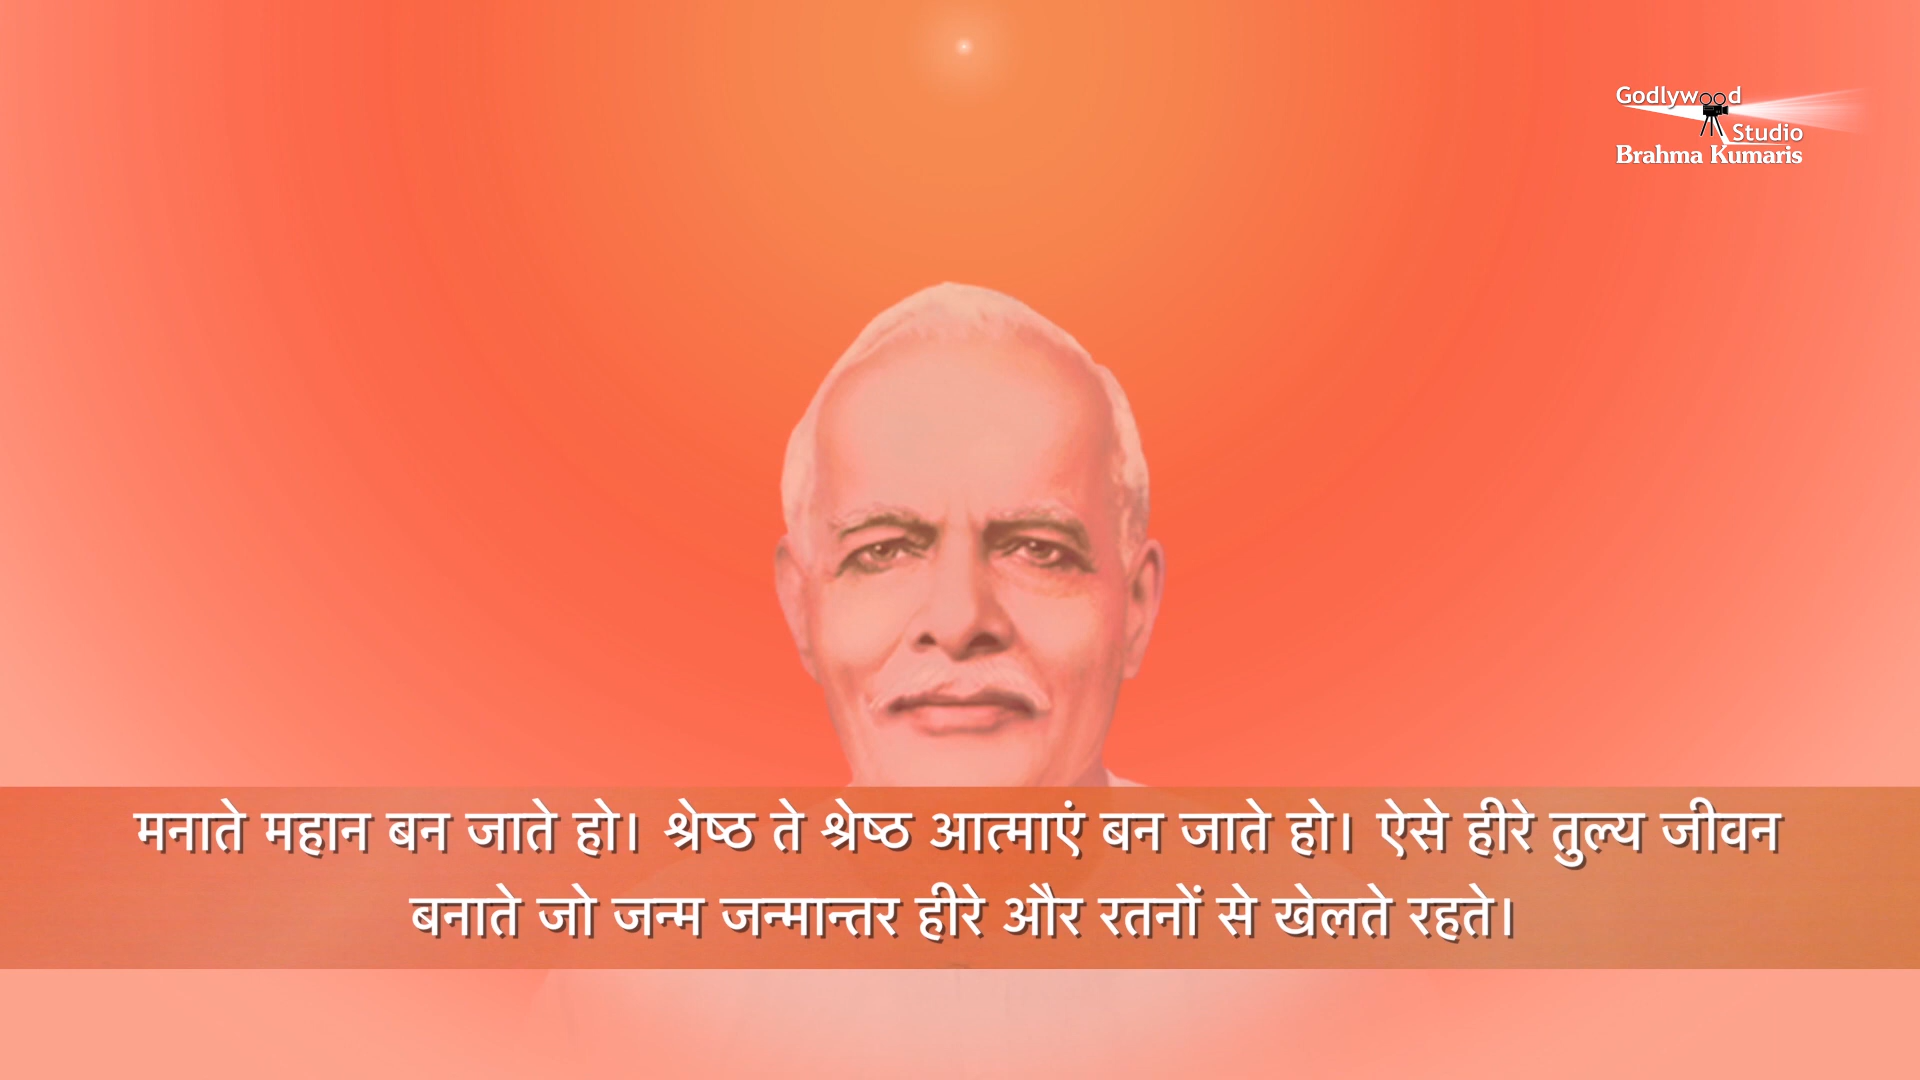 Godlywood
Studio
Brahma Kumaris
मनाते महान बन जाते हो। श्रेष्ठ ते श्रेष्ठ आत्माएं बन जाते हो। ऐसे हीरे तुल्य जीवन
बनाते जो जन्म जन्मान्तर हीरे और रतनों से खेलते रहते।